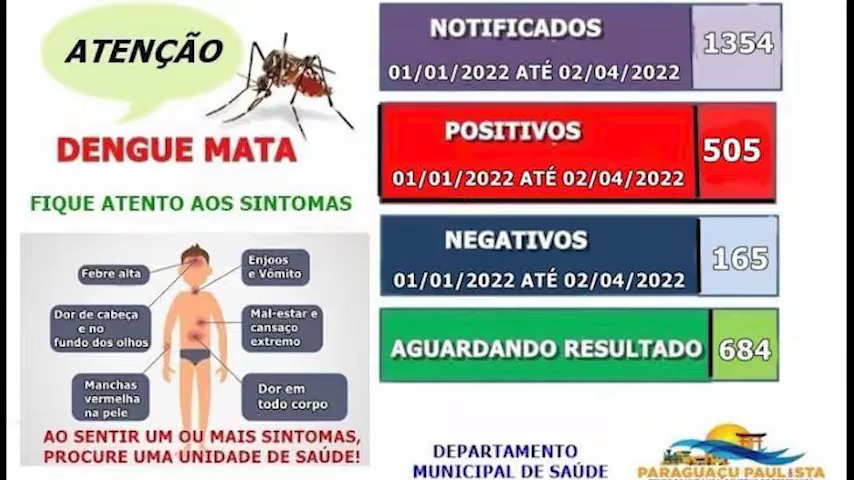 ATENÇÃO
DENGUE MATA
FIQUE ATENTO AOS SINTOMAS
Febre alta
Enjoos
e Vômito
Dor de cabeça
e no
fundo dos olhos
Mal-estar e
cansaço
extremo
Manchas
vermelha
na pele
Dor em
todo corpo
AO SENTIR UM OU MAIS SINTOMAS,
PROCURE UMA UNIDADE DE SAÚDE!
NOTIFICADOS
01/01/2022 ATÉ 02/04/2022
1354
POSITIVOS
01/01/2022 ATÉ 02/04/2022
505
NEGATIVOS
01/01/2022 ATÉ 02/04/2022
165
AGUARDANDO RESULTADO 684
DEPARTAMENTO
MUNICIPAL DE SAÚDE
PARAGUAÇU PAULISTA